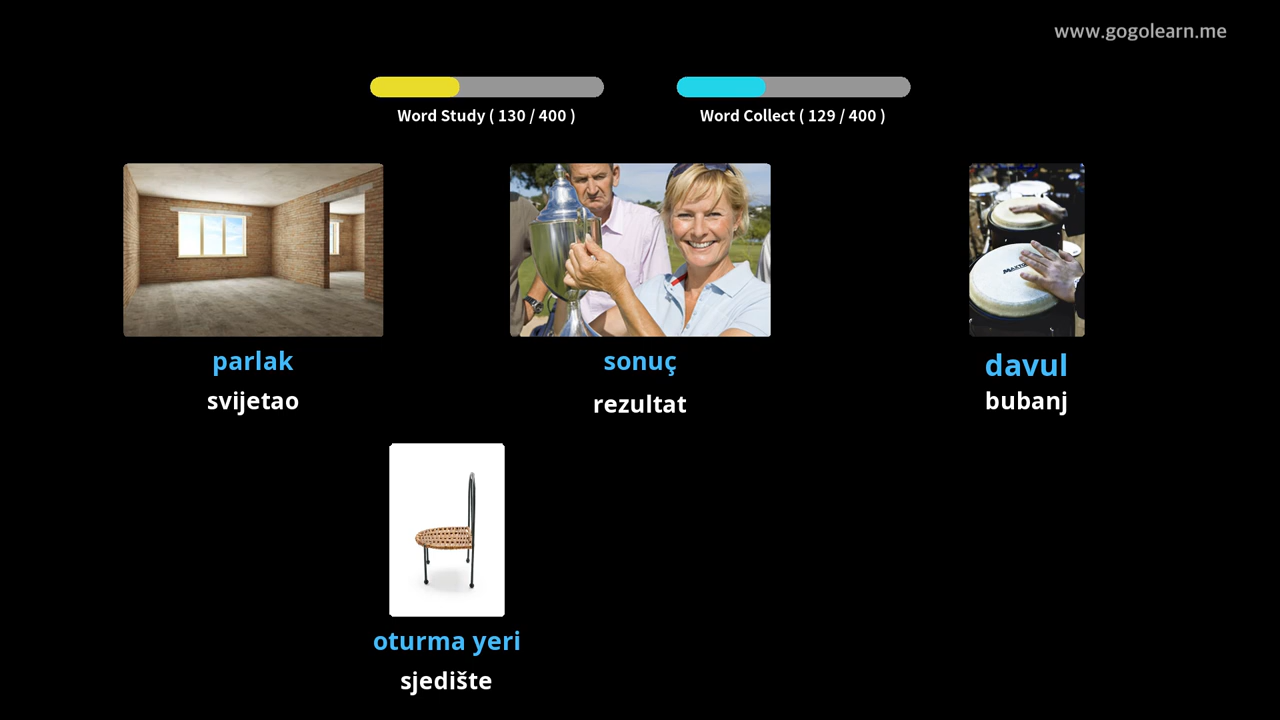 www.gogolearn.me
Word Study ( 130 / 400 )
Word Collect ( 129 / 400 )
parlak
svijetao
sonuç
rezultat
davul
bubanj
oturma yeri
sjedište